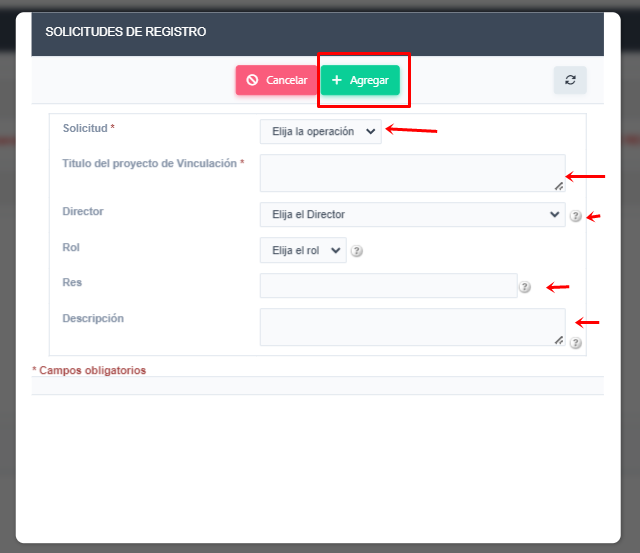 SOLICITUDES DE REGISTRO
Cancelar
Agregar
Solicitud *
Elija la operación
Titulo del proyecto de Vinculación *
Director
Elija el Director
?
Rol
Elija el rol
?
Res
?
Descripción
?
* Campos obligatorios